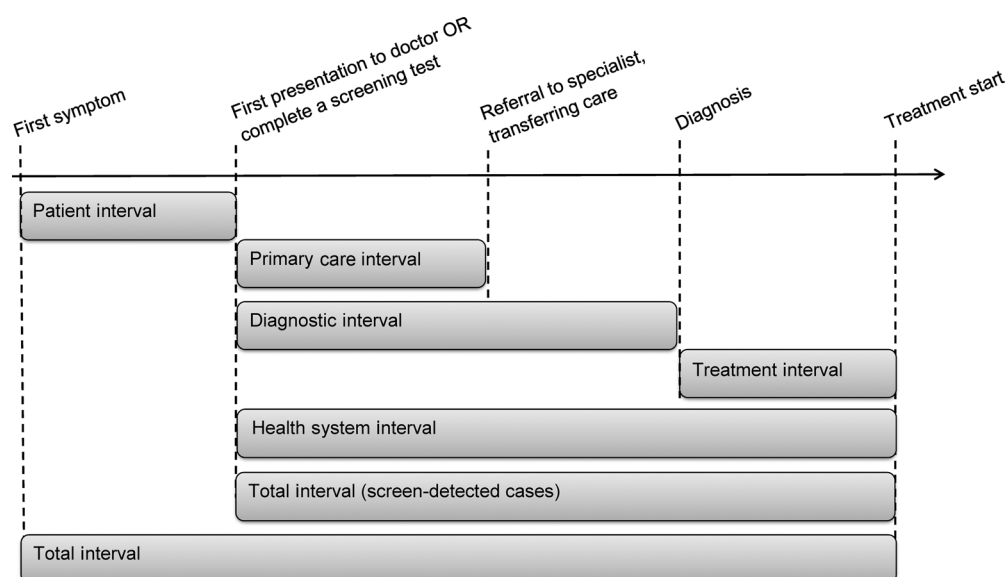 First symptom
First presentation to doctor OR
complete a screening test
Referral to specialist,
transferring care
Diagnosis
Treatment start
Patient interval
Primary care interval
Diagnostic interval
Treatment interval
Health system interval
Total interval (screen-detected cases)
Total interval